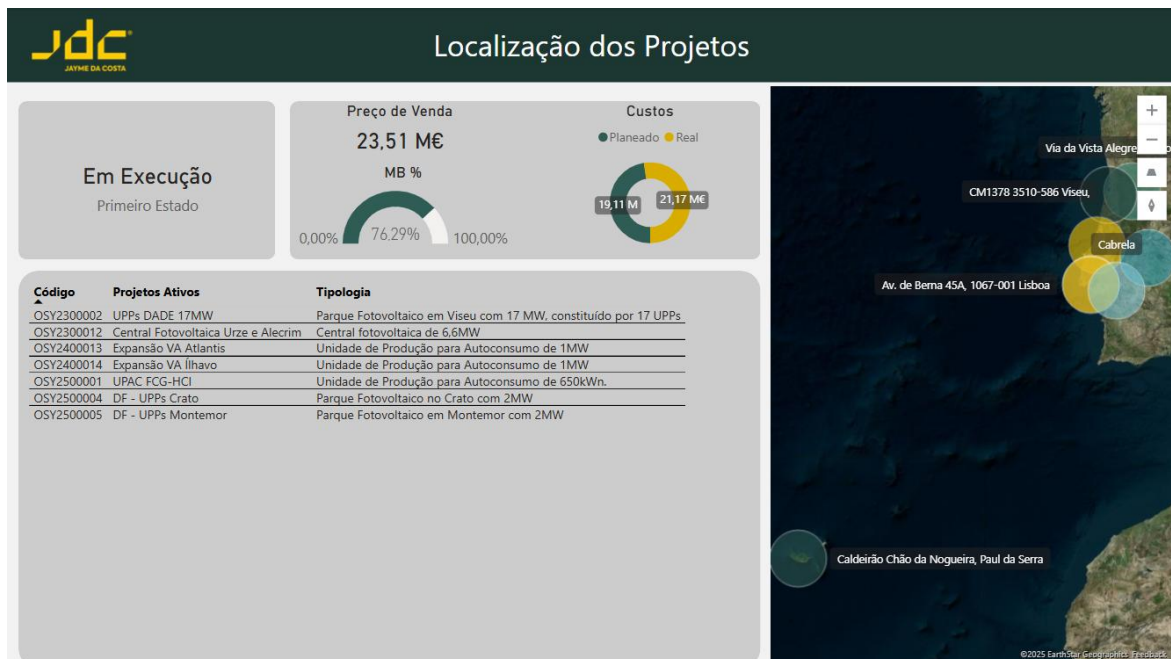 Jdc
JAYME DA COSTA
Localização dos Projetos
Em Execução
Primeiro Estado
Preço de Venda
23,51 M€
MB %
0,00%
76,29%
100,00%
Custos
Planeado Real
19,11 M
21,17 M€
Código Projetos Ativos Tipologia
OSY2300002 UPPs DADE 17MW Parque Fotovoltaico em Viseu com 17 MW, constituído por 17 UPPs
OSY2300012 Central Fotovoltaica Urze e Alecrim Central fotovoltaica de 6,6MW
OSY2400013 Expansão VA Atlantis Unidade de Produção para Autoconsumo de 1MW
OSY2400014 Expansão VA Ílhavo Unidade de Produção para Autoconsumo de 1MW
OSY2500001 UPAC FCG-HCI Unidade de Produção para Autoconsumo de 650kWn.
OSY2500004 DF - UPPs Crato Parque Fotovoltaico no Crato com 2MW
OSY2500005 DF - UPPs Montemor Parque Fotovoltaico em Montemor com 2MW
Via da Vista Alegre
CM1378 3510-586 Viseu,
Cabrela
Av. de Berna 45A, 1067-001 Lisboa
Caldeirão Chão da Nogueira, Paul da Serra
©2025 EarthStar Geographics Feedback